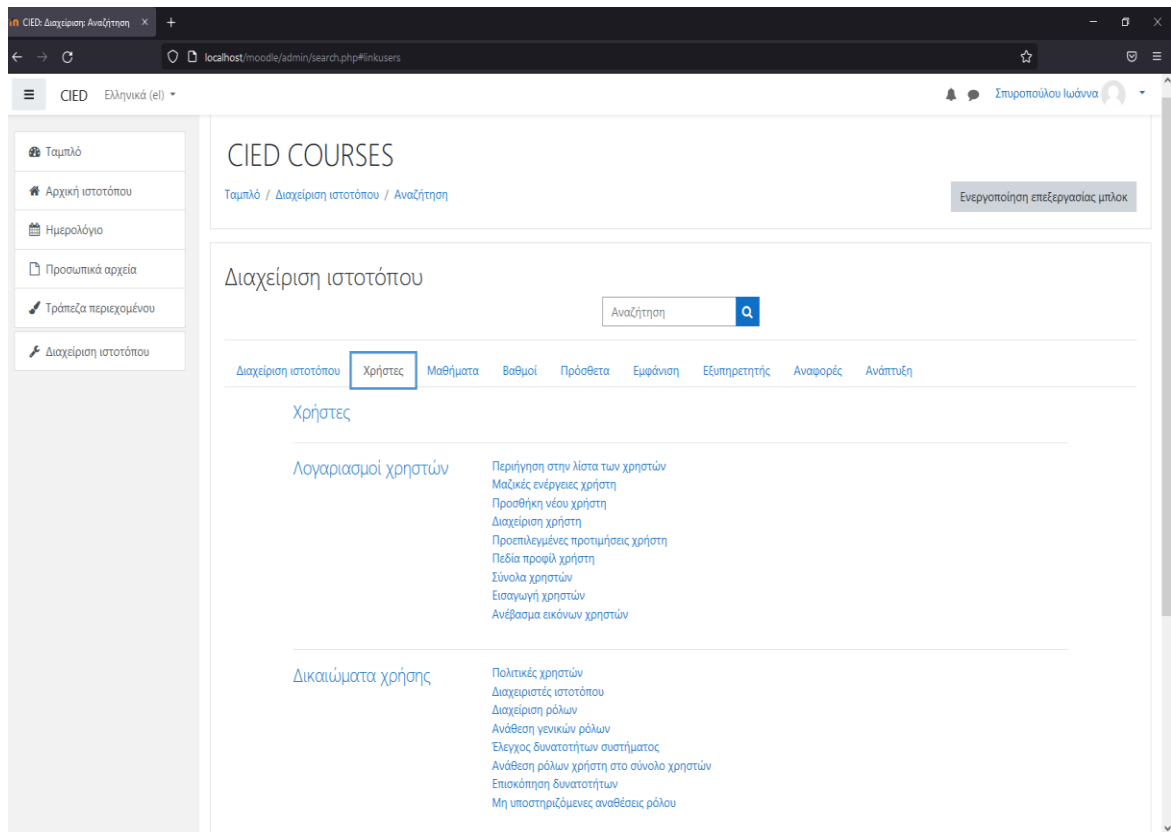 CIED: Διαχείριση: Αναζήτηση
localhost/moodle/admin/search.php#linkusers
CIED Ελληνικά (el) Σπυροπούλου Ιωάννα
Ταμπλό
Αρχική ιστοτόπου
Ημερολόγιο
Προσωπικά αρχεία
Τράπεζα περιεχομένου
Διαχείριση ιστοτόπου
CIED COURSES
Ταμπλό / Διαχείριση ιστοτόπου / Αναζήτηση
Ενεργοποίηση επεξεργασίας μπλοκ
Διαχείριση ιστοτόπου
Αναζήτηση
Διαχείριση ιστοτόπου Χρήστες Μαθήματα Βαθμοί Πρόσθετα Εμφάνιση Εξυπηρετητής Αναφορές Ανάπτυξη
Χρήστες
Λογαριασμοί χρηστών
Περιήγηση στην λίστα των χρηστών
Μαζικές ενέργειες χρήστη
Προσθήκη νέου χρήστη
Διαχείριση χρήστη
Προεπιλεγμένες προτιμήσεις χρήστη
Πεδία προφίλ χρήστη
Σύνολα χρηστών
Εισαγωγή χρηστών
Ανέβασμα εικόνων χρηστών
Δικαιώματα χρήσης
Πολιτικές χρηστών
Διαχειριστές ιστοτόπου
Διαχείριση ρόλων
Ανάθεση γενικών ρόλων
Έλεγχος δυνατοτήτων συστήματος
Ανάθεση ρόλων χρήστη στο σύνολο χρηστών
Επισκόπηση δυνατοτήτων
Μη υποστηριζόμενες αναθέσεις ρόλου